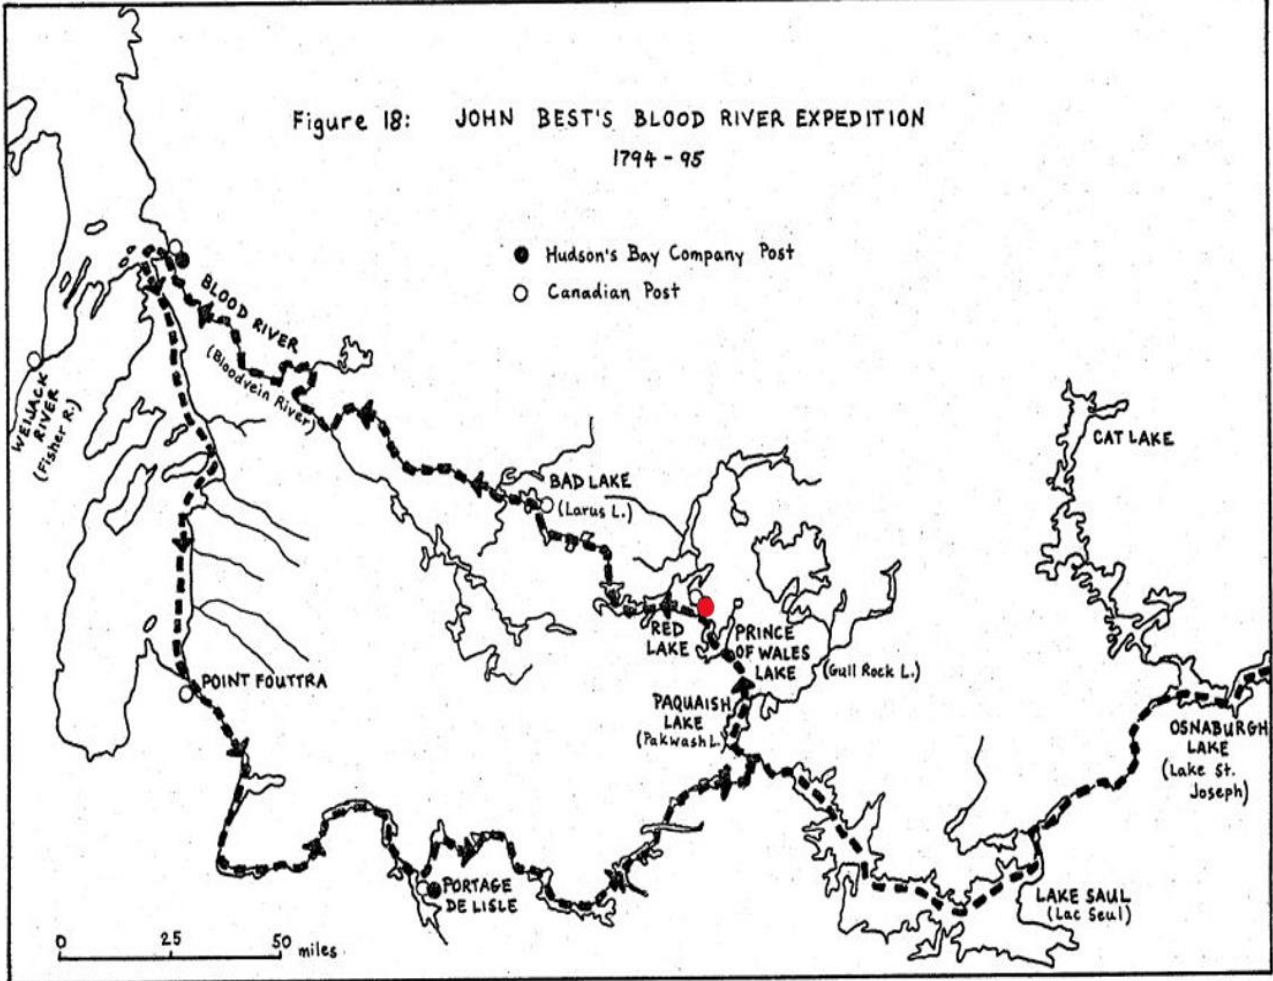 Figure 18: JOHN BEST'S BLOOD RIVER EXPEDITION
1794 - 95
Hudson's Bay Company Post
Canadian Post
BLOOD RIVER
(Bloodvein River)
WEIJACK
RIVER
(Fisher R.)
CAT LAKE
BAD LAKE
(Larus L.)
RED
LAKE
PRINCE
OF WALES
LAKE
(Gull Rock L.)
POINT FOUTTRA
PAQUAISH
LAKE
(Pakwash L.)
OSNABURGH
LAKE
(Lake St.
Joseph)
PORTAGE
DE LISLE
LAKE SAUL
(Lac Seul)
0 25 50 miles